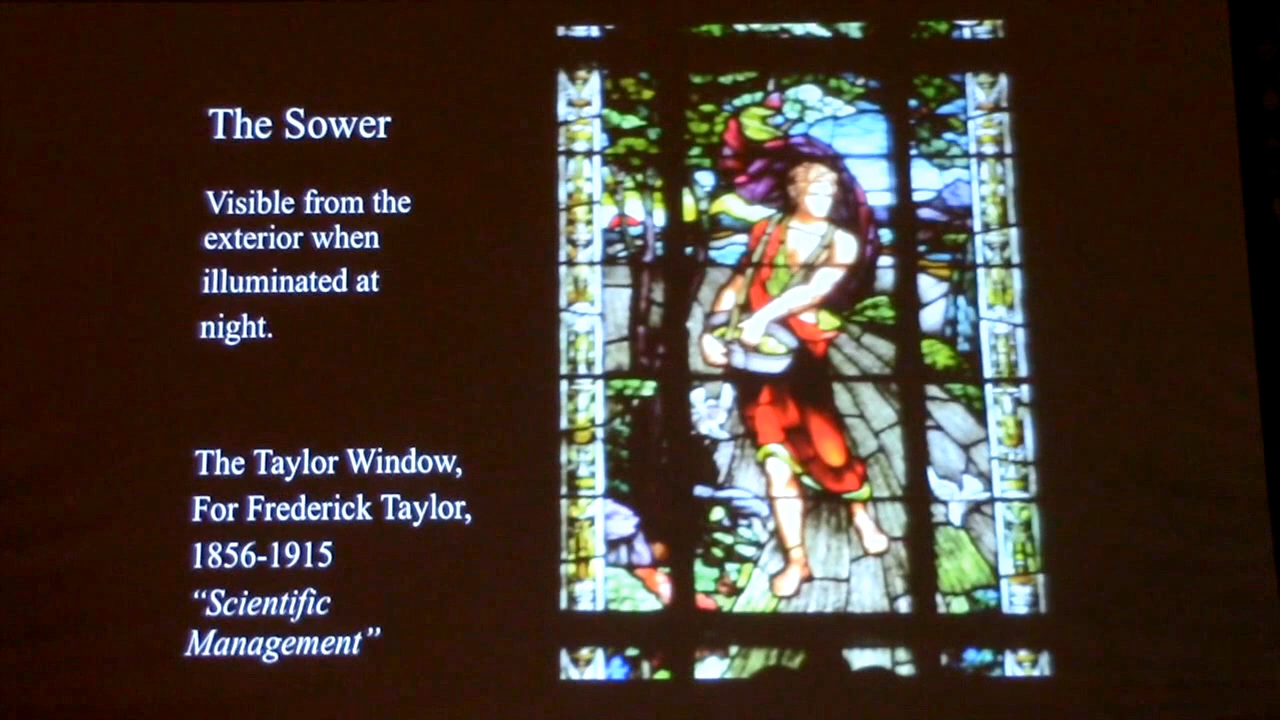 The Sower
Visible from the
exterior when
illuminated at
night.
The Taylor Window,
For Frederick Taylor,
1856-1915
“Scientific
Management”